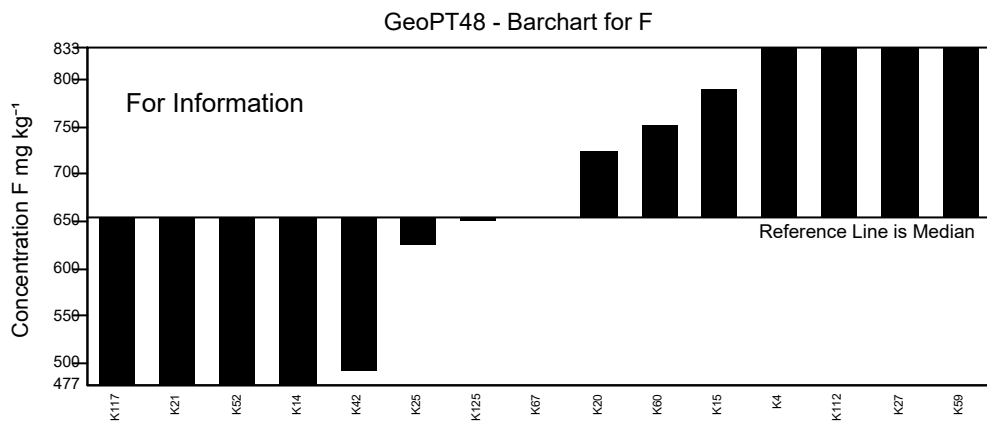 GeoPT48 - Barchart for F
833
800
750
700
650
600
550
500
477
Concentration F mg kg⁻¹
For Information
Reference Line is Median
K117
K21
K52
K14
K42
K25
K125
K67
K20
K60
K15
K4
K112
K27
K59